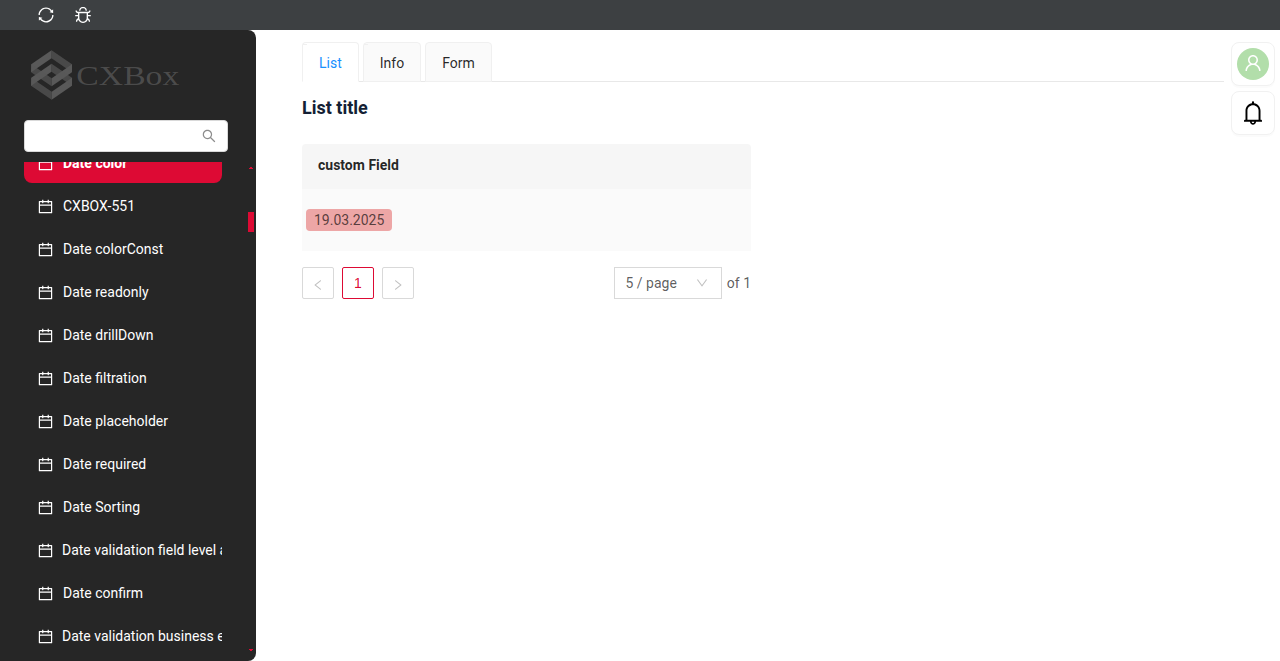 CXBox
Date color
CXBOX-551
Date colorConst
Date readonly
Date drillDown
Date filtration
Date placeholder
Date required
Date Sorting
Date validation field level
Date confirm
Date validation business
List
Info
Form
List title
custom Field
19.03.2025
1
5 / page
of 1